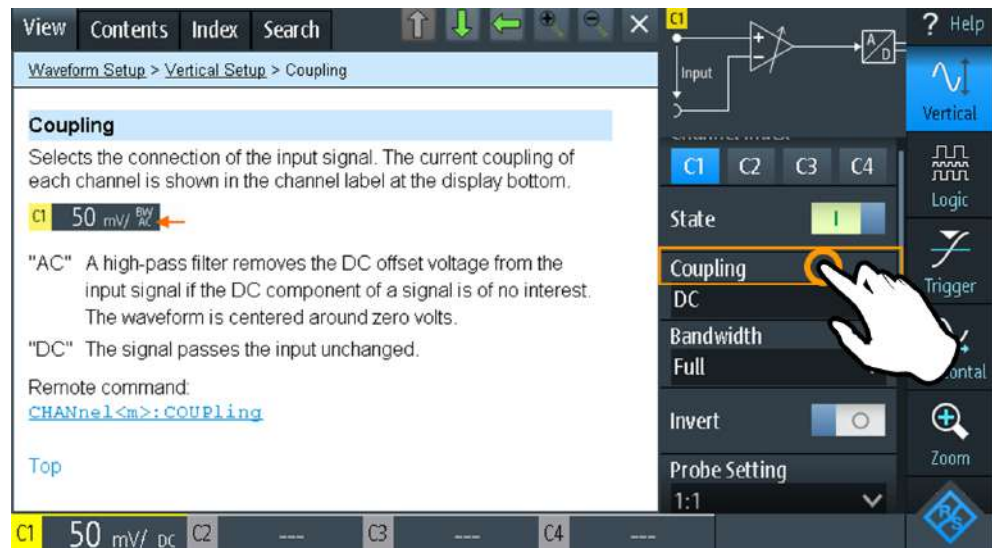 View Contents Index Search
Waveform Setup > Vertical Setup > Coupling
Coupling
Selects the connection of the input signal. The current coupling of
each channel is shown in the channel label at the display bottom.
C1 50 mV/ BW AC
"AC" A high-pass filter removes the DC offset voltage from the
input signal if the DC component of a signal is of no interest.
The waveform is centered around zero volts.
"DC" The signal passes the input unchanged.
Remote command:
CHANnel<m>:COUPling
Top
C1
Input
+
-
A/D
C1 C2 C3 C4
State
I
Coupling
DC
Bandwidth
Full
Invert
Probe Setting
1:1
? Help
Vertical
Logic
Trigger
Zoom
R/S
C1 50 mV/ DC C2 --- C3 --- C4 ---